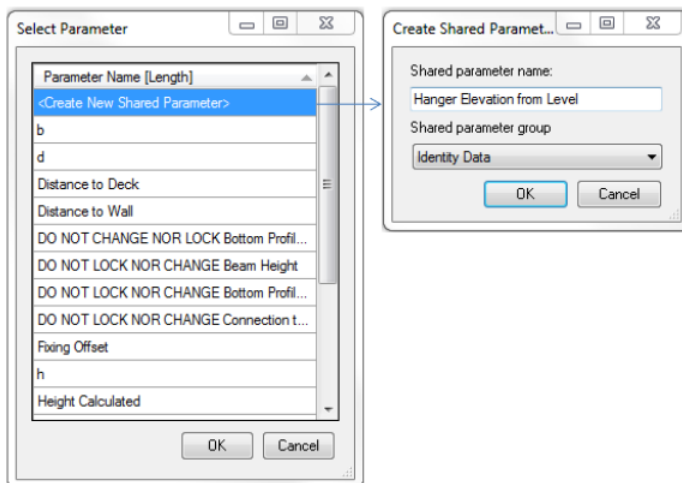 Select Parameter
Parameter Name [Length]
<Create New Shared Parameter>
b
d
Distance to Deck
Distance to Wall
DO NOT CHANGE NOR LOCK Bottom Profil...
DO NOT LOCK NOR CHANGE Beam Height
DO NOT LOCK NOR CHANGE Bottom Profil...
DO NOT LOCK NOR CHANGE Connection t...
Fixing Offset
h
Height Calculated
OK Cancel
Create Shared Paramet...
Shared parameter name:
Hanger Elevation from Level
Shared parameter group
Identity Data
OK Cancel